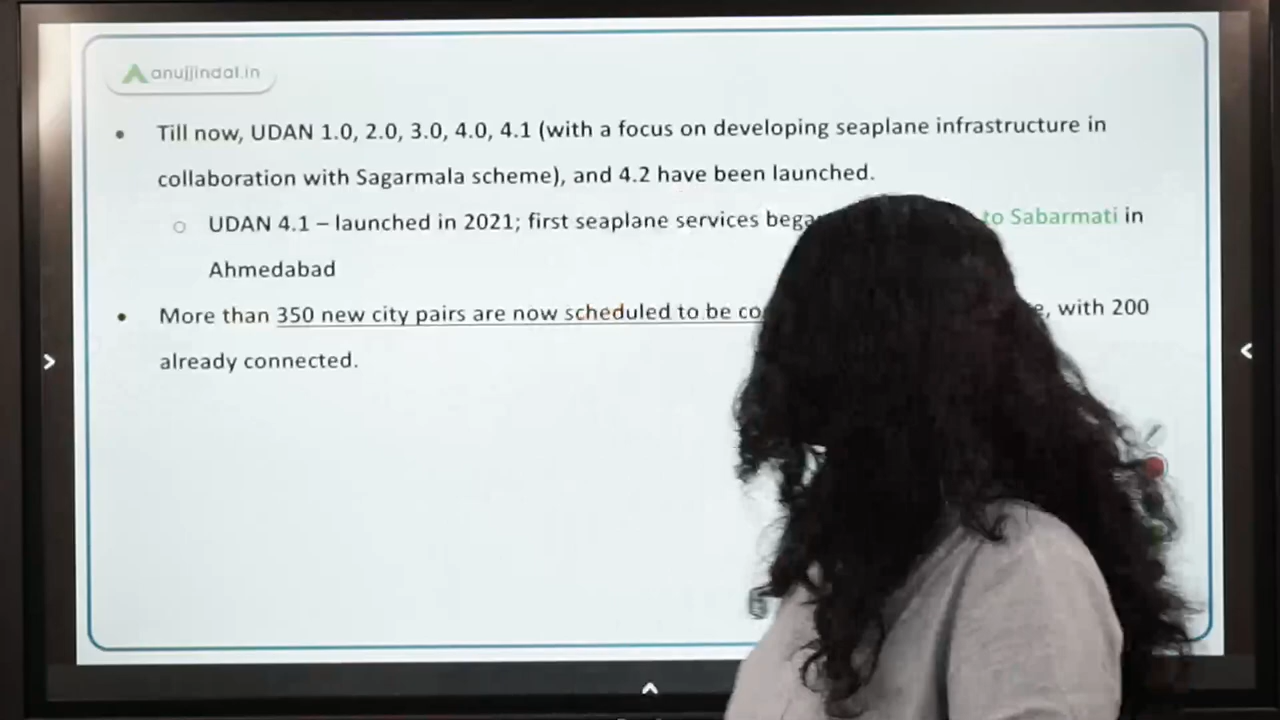 anujjindal.in
Till now, UDAN 1.0, 2.0, 3.0, 4.0, 4.1 (with a focus on developing seaplane infrastructure in
collaboration with Sagarmala scheme), and 4.2 have been launched.
UDAN 4.1 – launched in 2021; first seaplane services to Sabarmati in
Ahmedabad
More than 350 new city pairs are now scheduled to be with 200
already connected.